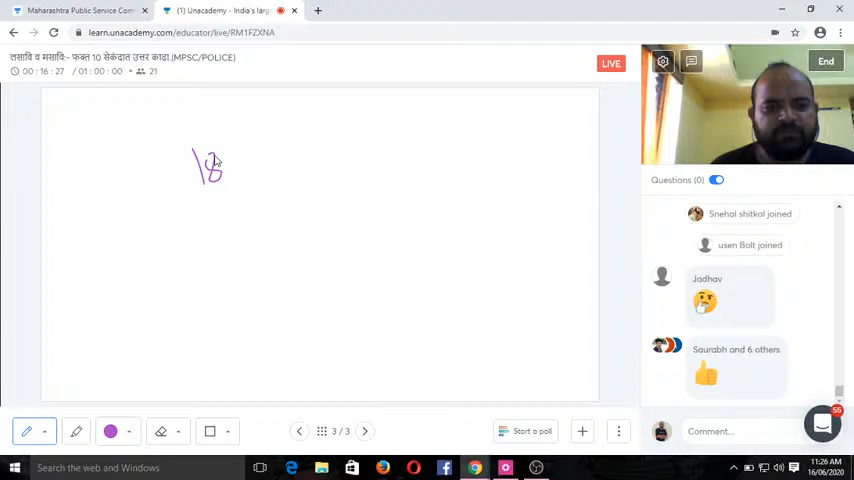 Maharashtra Public Service Com
(1) Unacademy - India's larg
learn.unacademy.com/educator/live/RM1FZXNA
लसावि व मसावि:- फक्त 10 सेकंदात उत्तर काढा.(MPSC/POLICE)
00 : 16 : 27 / 01 : 00 : 00 • 21
LIVE
End
18
Questions (0)
Snehal shitkal joined
usen Bolt joined
Jadhav
Saurabh and 6 others
55
3 / 3
Start a poll
Comment...
Search the web and Windows
11:26 AM
16/06/2020